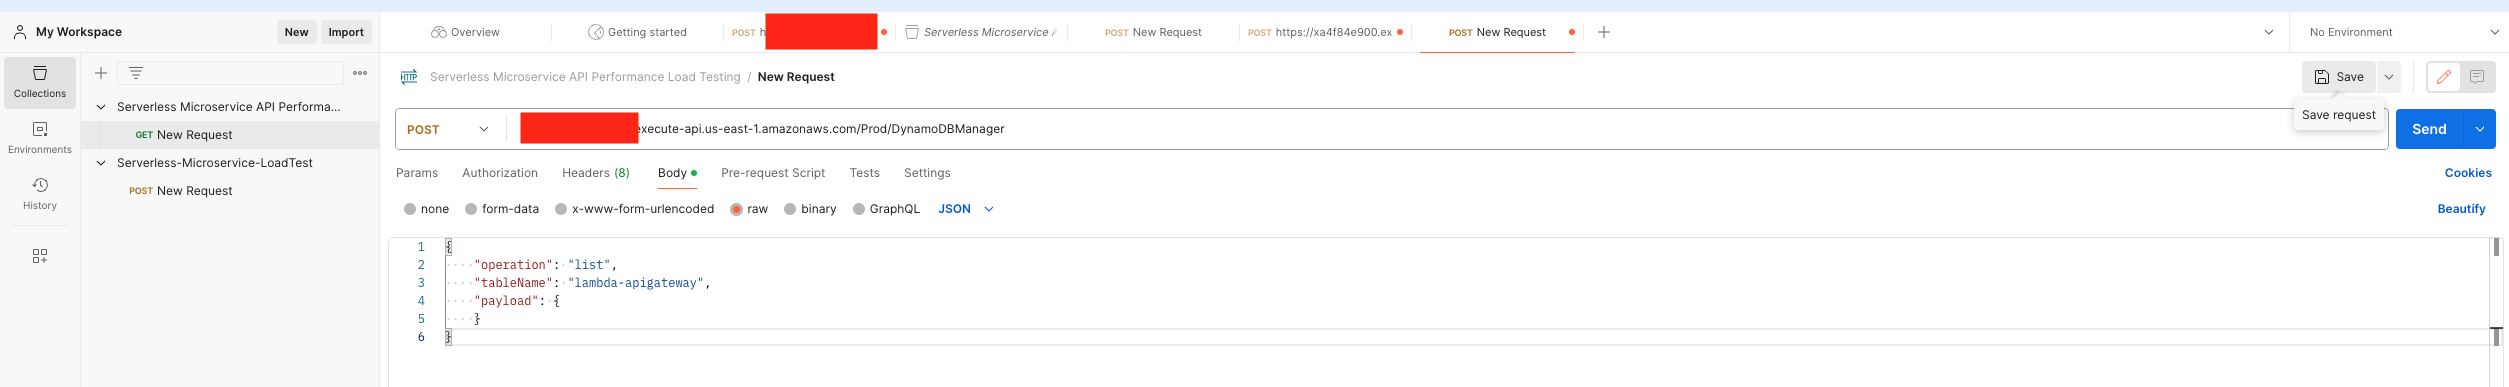 My Workspace
New
Import
Overview
Getting started
POST h
Serverless Microservice A
POST New Request
POST https://xa4f84e900.ex
POST New Request
No Environment
Collections
Environments
History
Serverless Microservice API Performa...
GET New Request
Serverless-Microservice-LoadTest
POST New Request
HTTP
Serverless Microservice API Performance Load Testing / New Request
Save
Save request
POST
execute-api.us-east-1.amazonaws.com/Prod/DynamoDBManager
Send
Params
Authorization
Headers (8)
Body
Pre-request Script
Tests
Settings
Cookies
none
form-data
x-www-form-urlencoded
raw
binary
GraphQL
JSON
Beautify
1 {
2 "operation": "list",
3 "tableName": "lambda-apigateway",
4 "payload": {
5 }
6 }